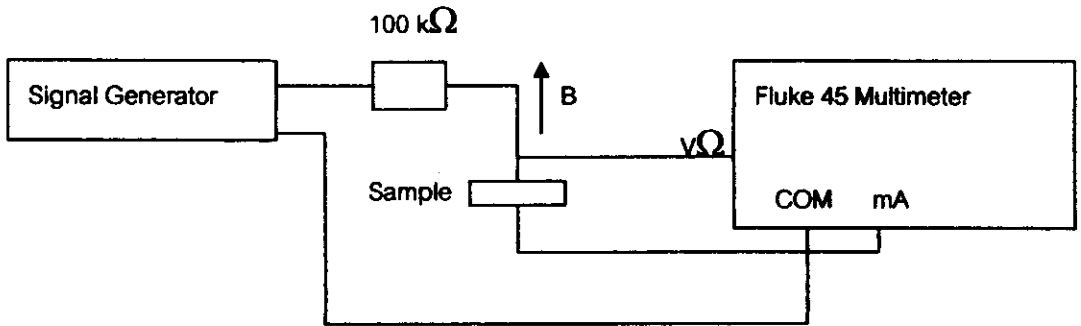 100 kΩ
Signal Generator
B
Fluke 45 Multimeter
VΩ
Sample
COM mA